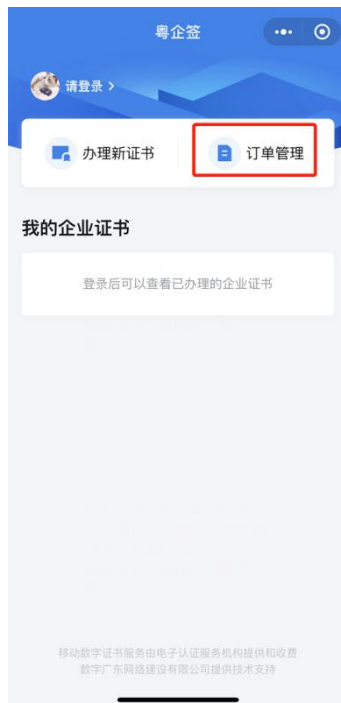 粤企签
请登录 >
办理新证书
订单管理
我的企业证书
登录后可以查看已办理的企业证书
移动数字证书服务由电子认证服务机构提供和收费
数字广东网络建设有限公司提供技术支持